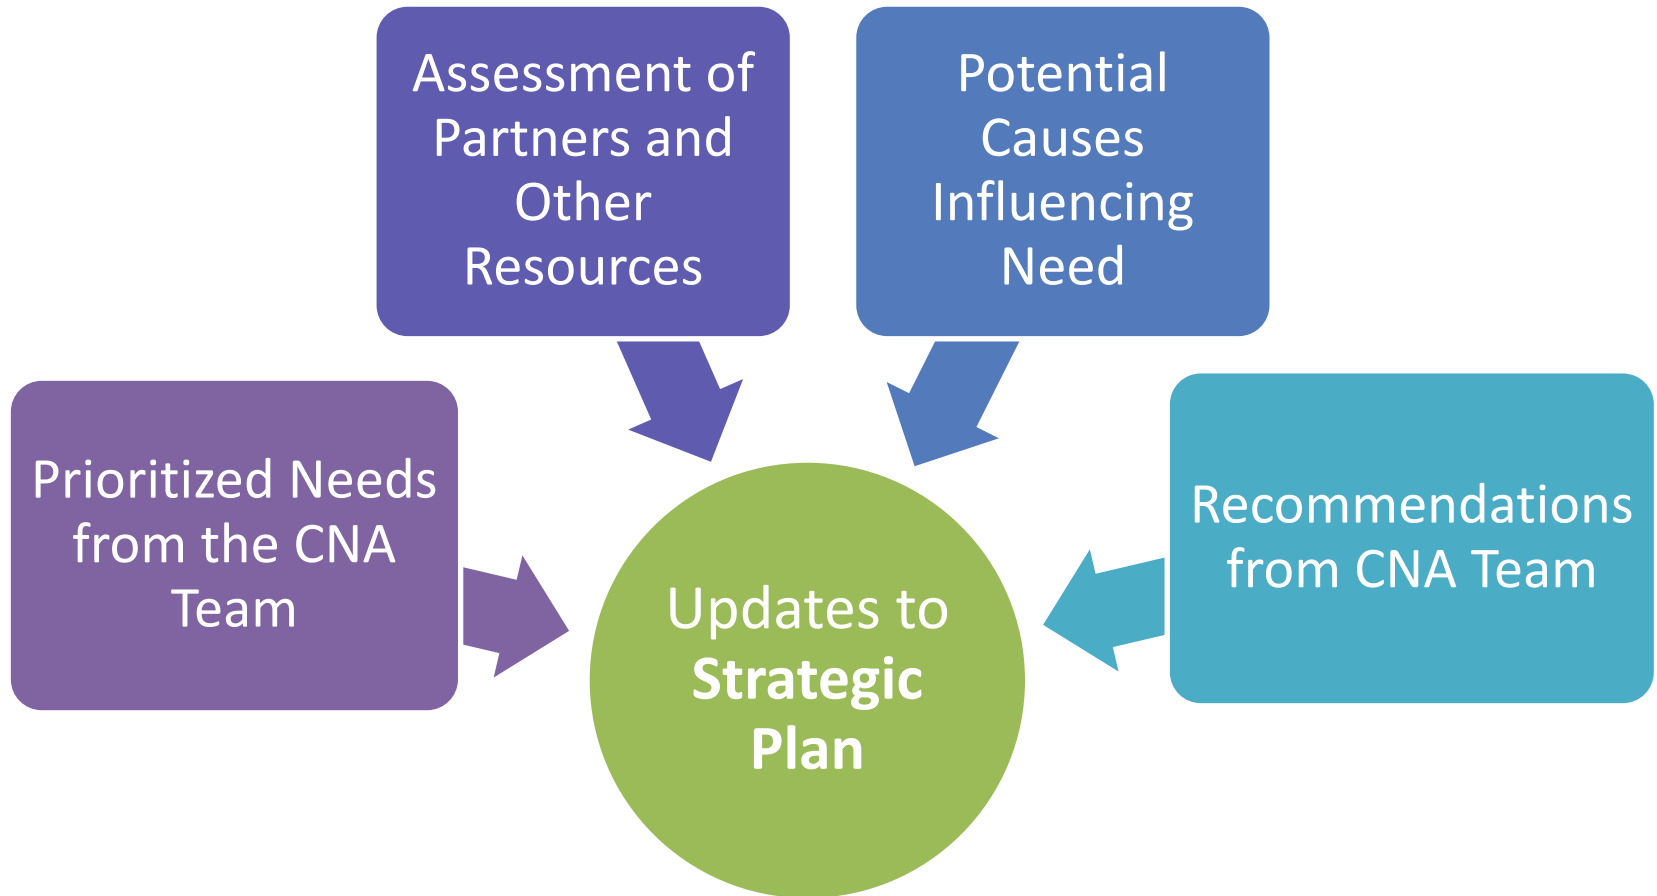 Assessment of
Partners and
Other
Resources
Potential
Causes
Influencing
Need
Prioritized Needs
from the CNA
Team
Recommendations
from CNA Team
Updates to
Strategic
Plan